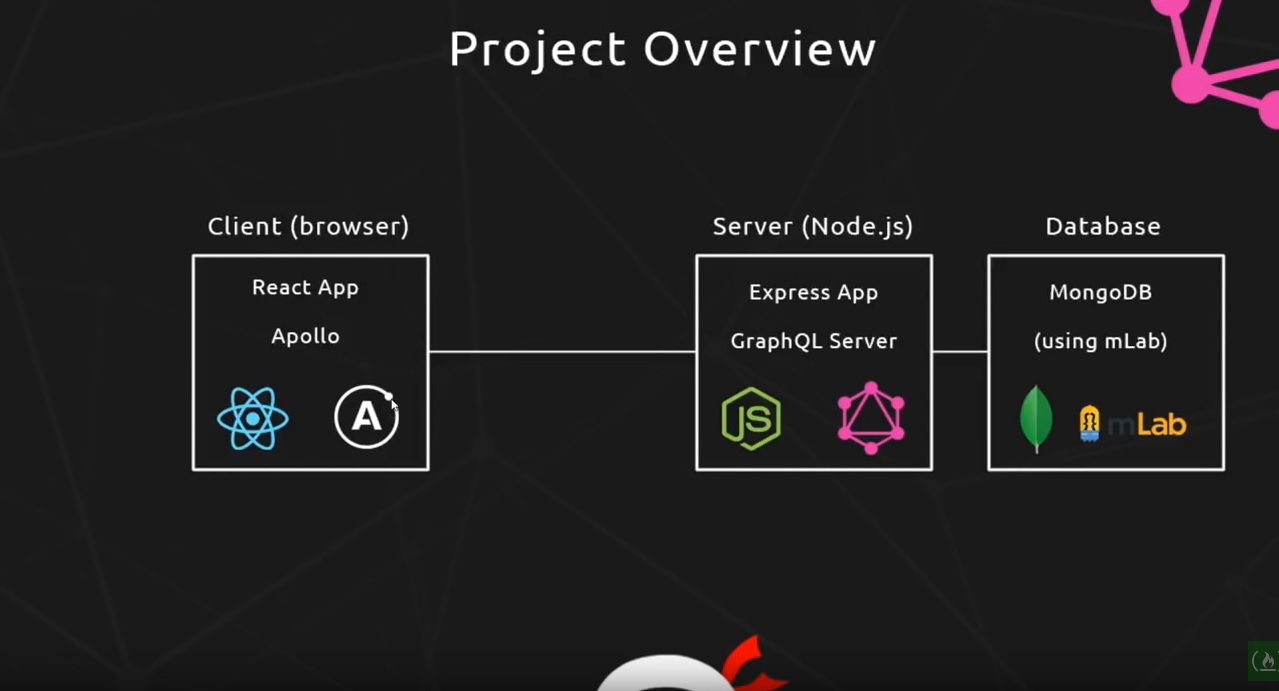 Project Overview
Client (browser)
React App
Apollo
A
Server (Node.js)
Express App
GraphQL Server
JS
Database
MongoDB
(using mLab)
mLab